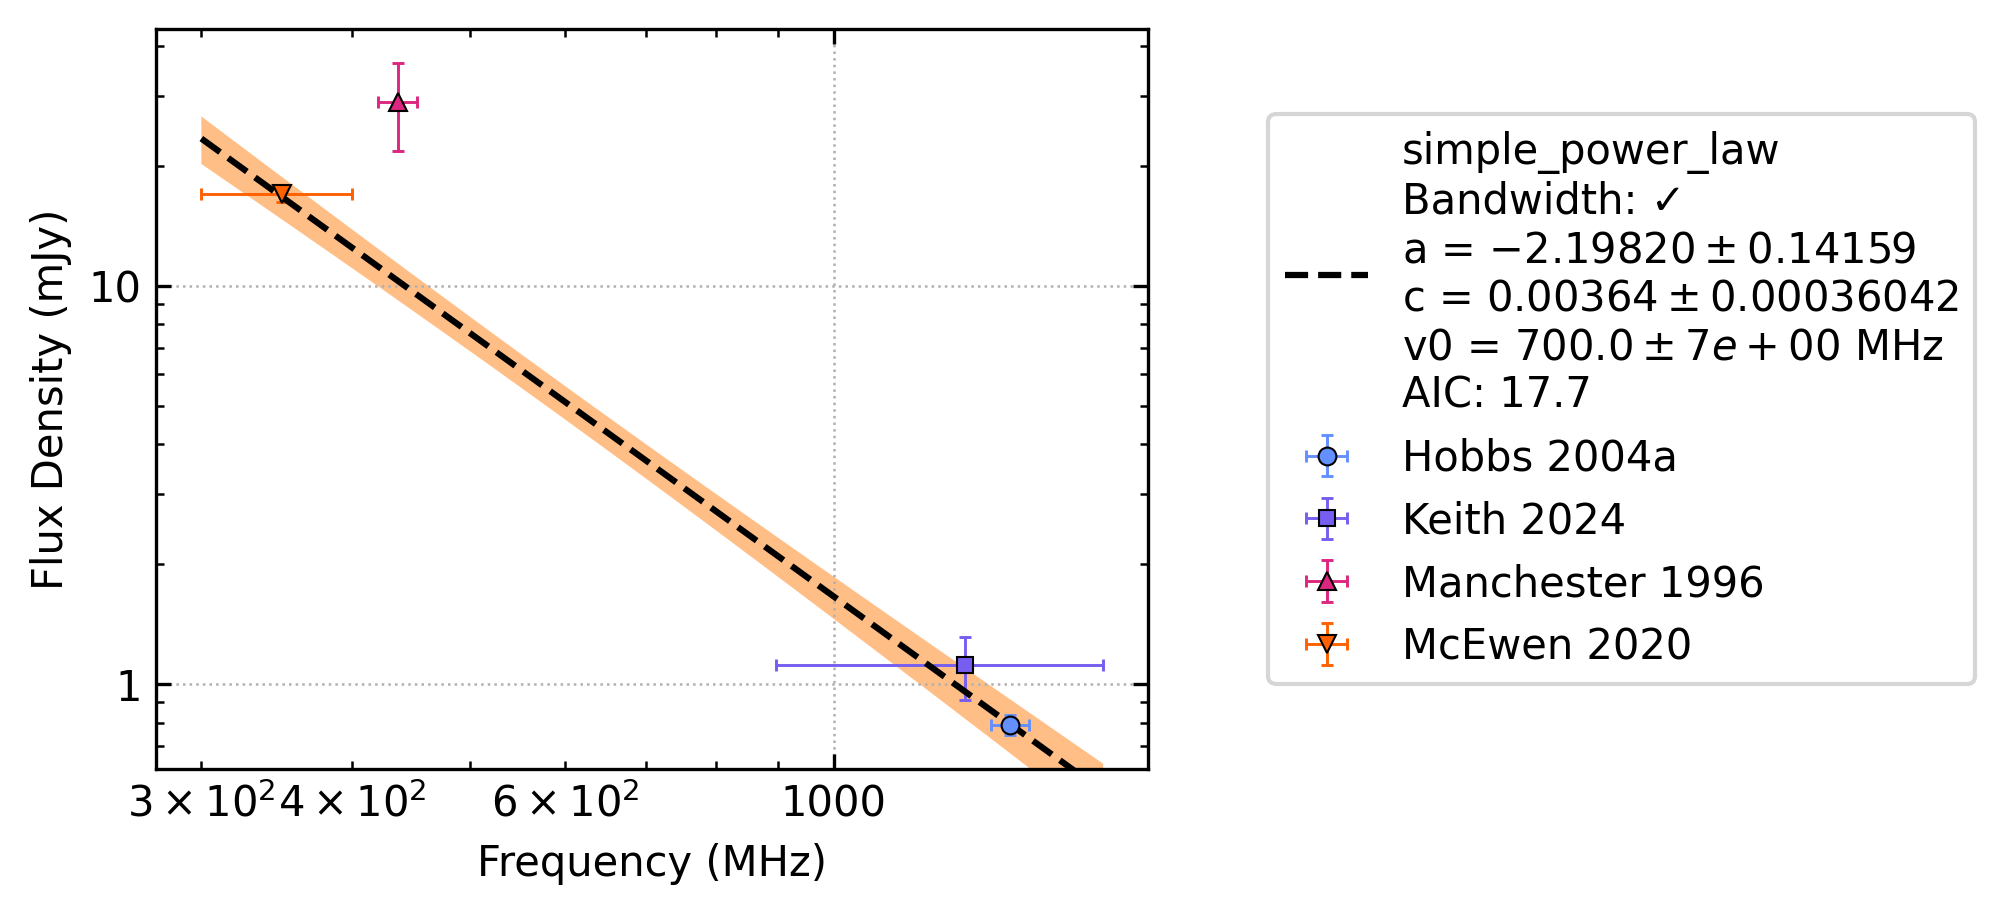 Flux Density (mJy)
10
1
3 × 10² 4 × 10² 6 × 10² 1000
Frequency (MHz)
simple_power_law
Bandwidth: ✓
a = −2.19820 ± 0.14159
c = 0.00364 ± 0.00036042
v0 = 700.0 ± 7e + 00 MHz
AIC: 17.7
Hobbs 2004a
Keith 2024
Manchester 1996
McEwen 2020